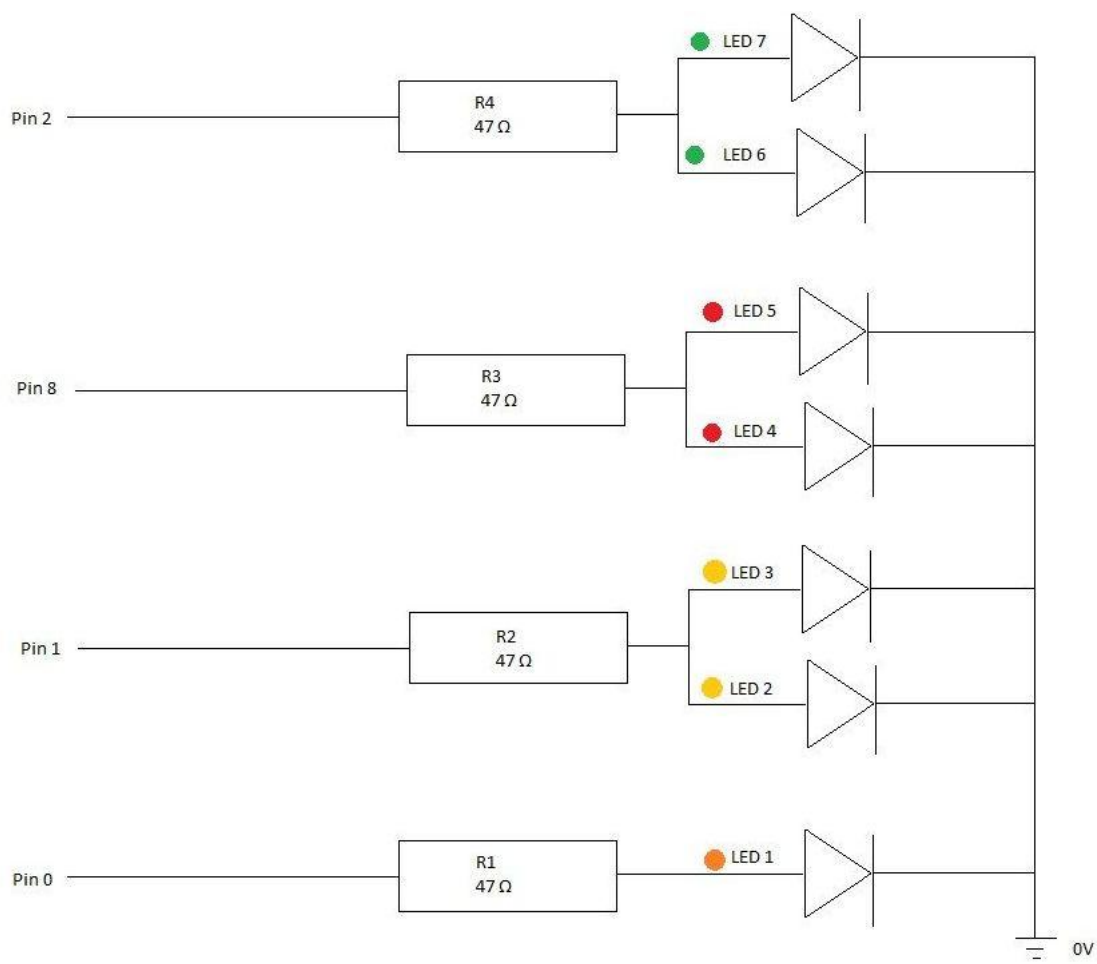 LED 7
Pin 2
R4
47 Ω
LED 6
LED 5
Pin 8
R3
47 Ω
LED 4
LED 3
Pin 1
R2
47 Ω
LED 2
LED 1
Pin 0
R1
47 Ω
0V